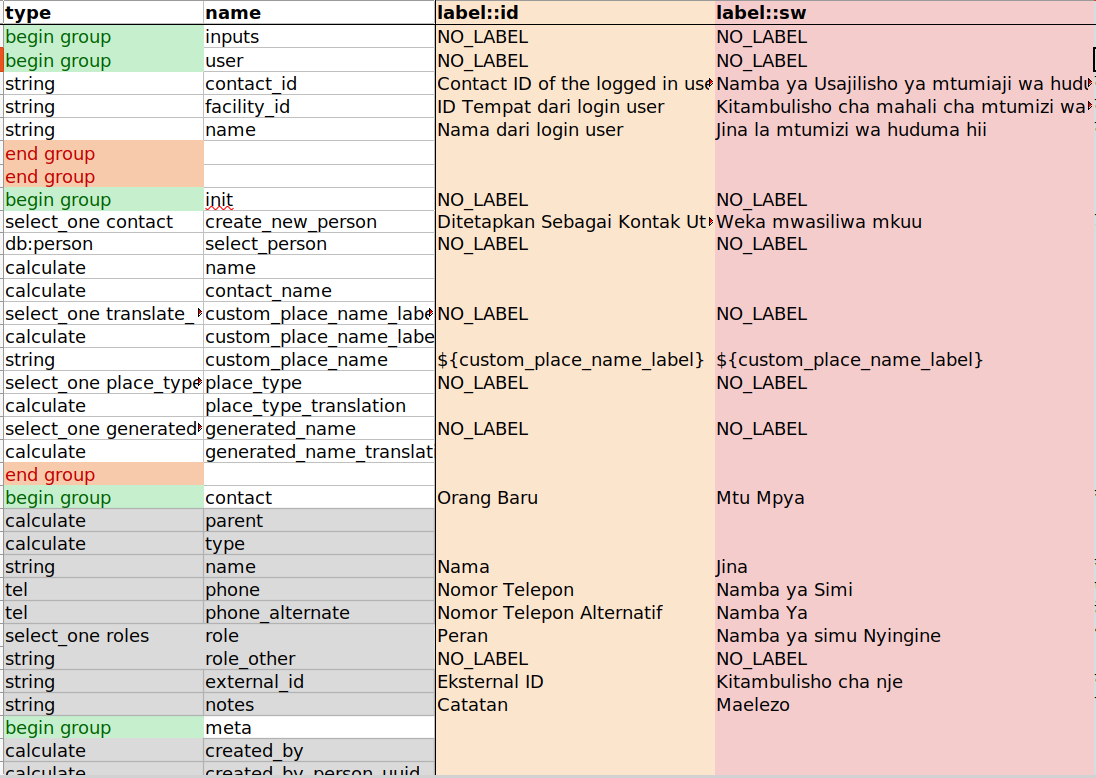 type name label::id label::sw
begin group inputs NO_LABEL NO_LABEL
begin group user NO_LABEL NO_LABEL
string contact_id Contact ID of the logged in use Namba ya Usajilisho ya mtumiaji wa hudu
string facility_id ID Tempat dari login user Kitambulisho cha mahali cha mtumizi wa
string name Nama dari login user Jina la mtumizi wa huduma hii
end group
end group
begin group init NO_LABEL NO_LABEL
select_one contact create_new_person Ditetapkan Sebagai Kontak Ut Weka mwasiliwa mkuu
db:person select_person NO_LABEL NO_LABEL
calculate name
calculate contact_name
select_one translate_ custom_place_name_labe NO_LABEL NO_LABEL
calculate custom_place_name_labe
string custom_place_name ${custom_place_name_label} ${custom_place_name_label}
select_one place_type place_type NO_LABEL NO_LABEL
calculate place_type_translation
select_one generated generated_name NO_LABEL NO_LABEL
calculate generated_name_translati
end group
begin group contact Orang Baru Mtu Mpya
calculate parent
calculate type
string name Nama Jina
tel phone Nomor Telepon Namba ya Simi
tel phone_alternate Nomor Telepon Alternatif Namba Ya
select_one roles role Peran Namba ya simu Nyingine
string role_other NO_LABEL NO_LABEL
string external_id Eksternal ID Kitambulisho cha nje
string notes Catatan Maelezo
begin group meta
calculate created_by
calculate created_by_person_uuid